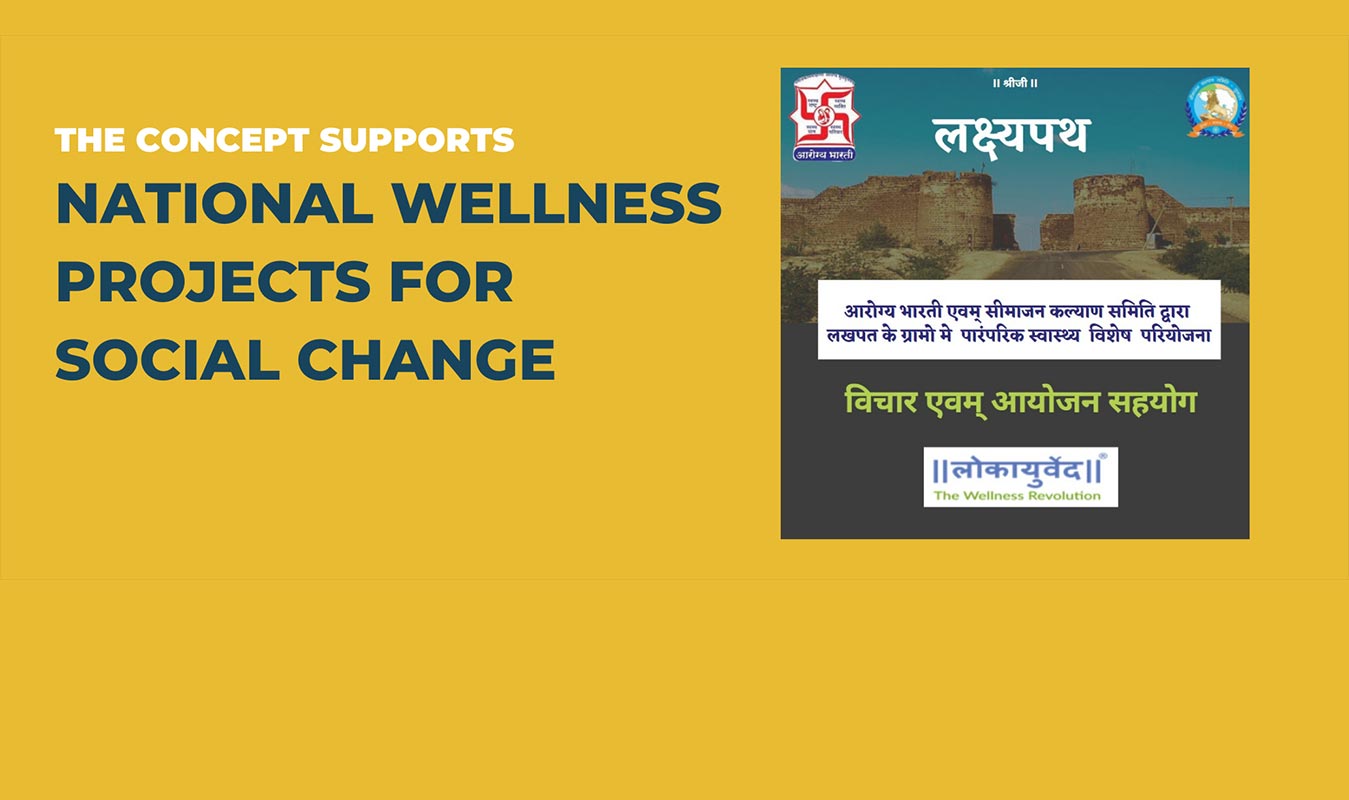 THE CONCEPT SUPPORTS
NATIONAL WELLNESS
PROJECTS FOR
SOCIAL CHANGE
॥ श्रीजी ॥
लक्ष्यपथ
आरोग्य भारती
आरोग्य भारती एवम् सीमाजन कल्याण समिति द्वारा
लखपत के ग्रामो मे पारंपरिक स्वास्थ्य विशेष परियोजना
विचार एवम् आयोजन सहयोग
||लोकायुर्वेद||®
The Wellness Revolution